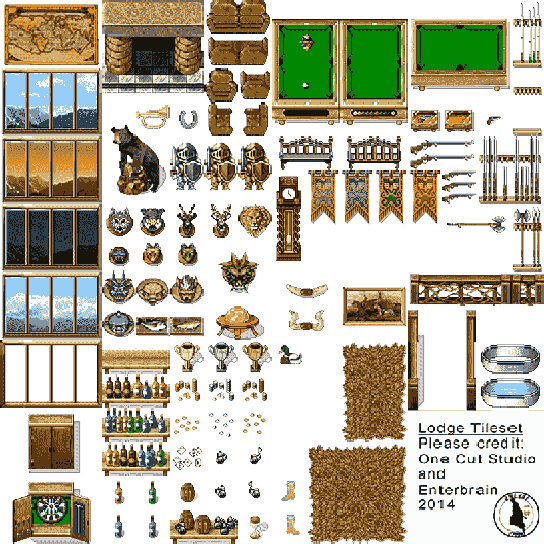 Lodge Tileset
Please credit:
One Cut Studio
and
Enterbrain
2014